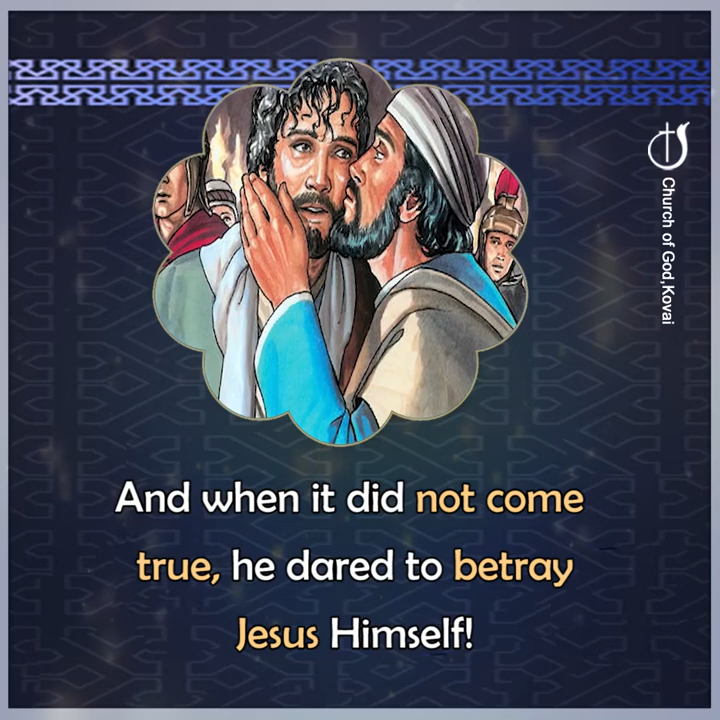 Church of God,Kovai
And when it did not come
true, he dared to betray
Jesus Himself!